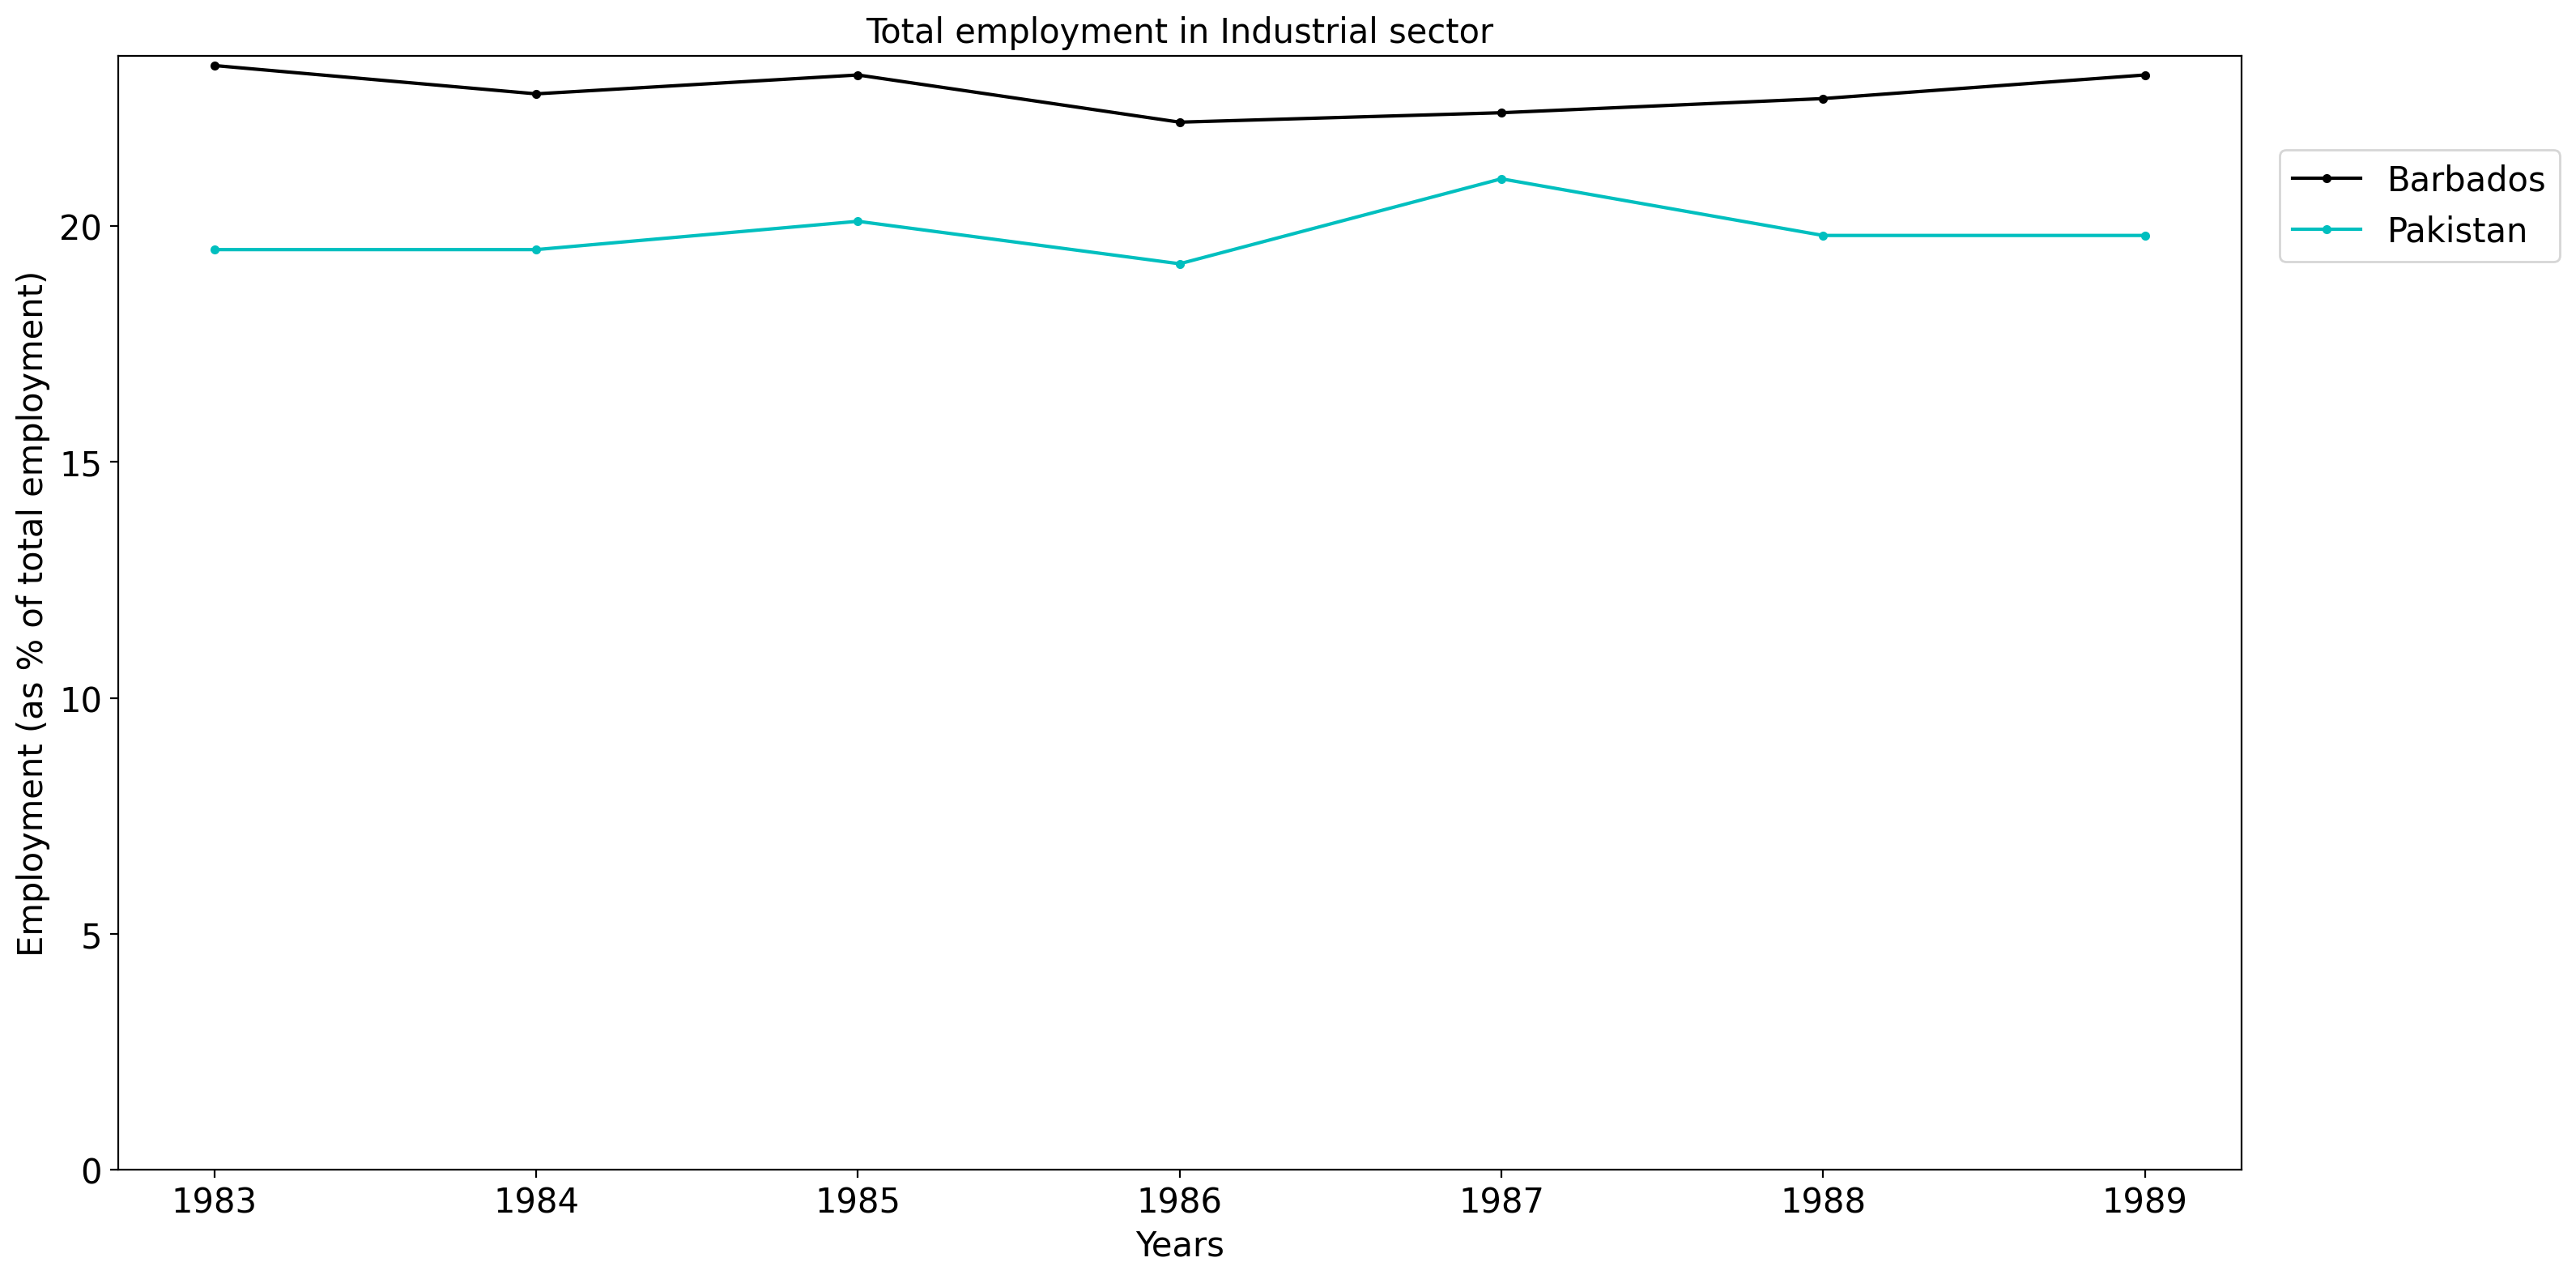 Total employment in Industrial sector
Employment (as % of total employment)
20
15
10
5
0
1983 1984 1985 1986 1987 1988 1989
Years
Barbados
Pakistan